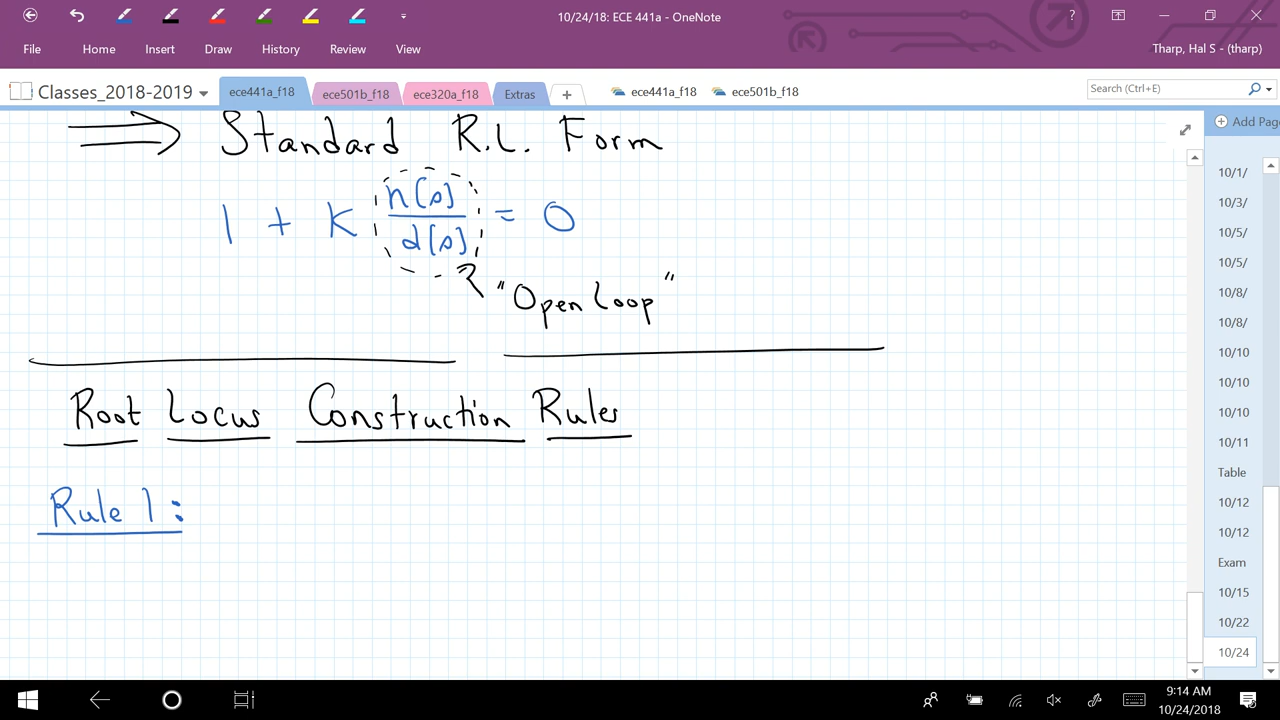 10/24/18: ECE 441a - OneNote
?
Tharp, Hal S - (tharp)
File Home Insert Draw History Review View
Classes_2018-2019
ece441a_f18
ece501b_f18
ece320a_f18
Extras
+
ece441a_f18
ece501b_f18
Search (Ctrl+E)
Add Pag
⟹ Standard R.L. Form
1 + K n(s)/d(s) = 0
"Open Loop"
Root Locus Construction Rules
Rule 1:
10/1/
10/3/
10/5/
10/5/
10/8/
10/8/
10/10
10/10
10/10
10/11
Table
10/12
10/12
Exam
10/15
10/22
10/24
9:14 AM
10/24/2018